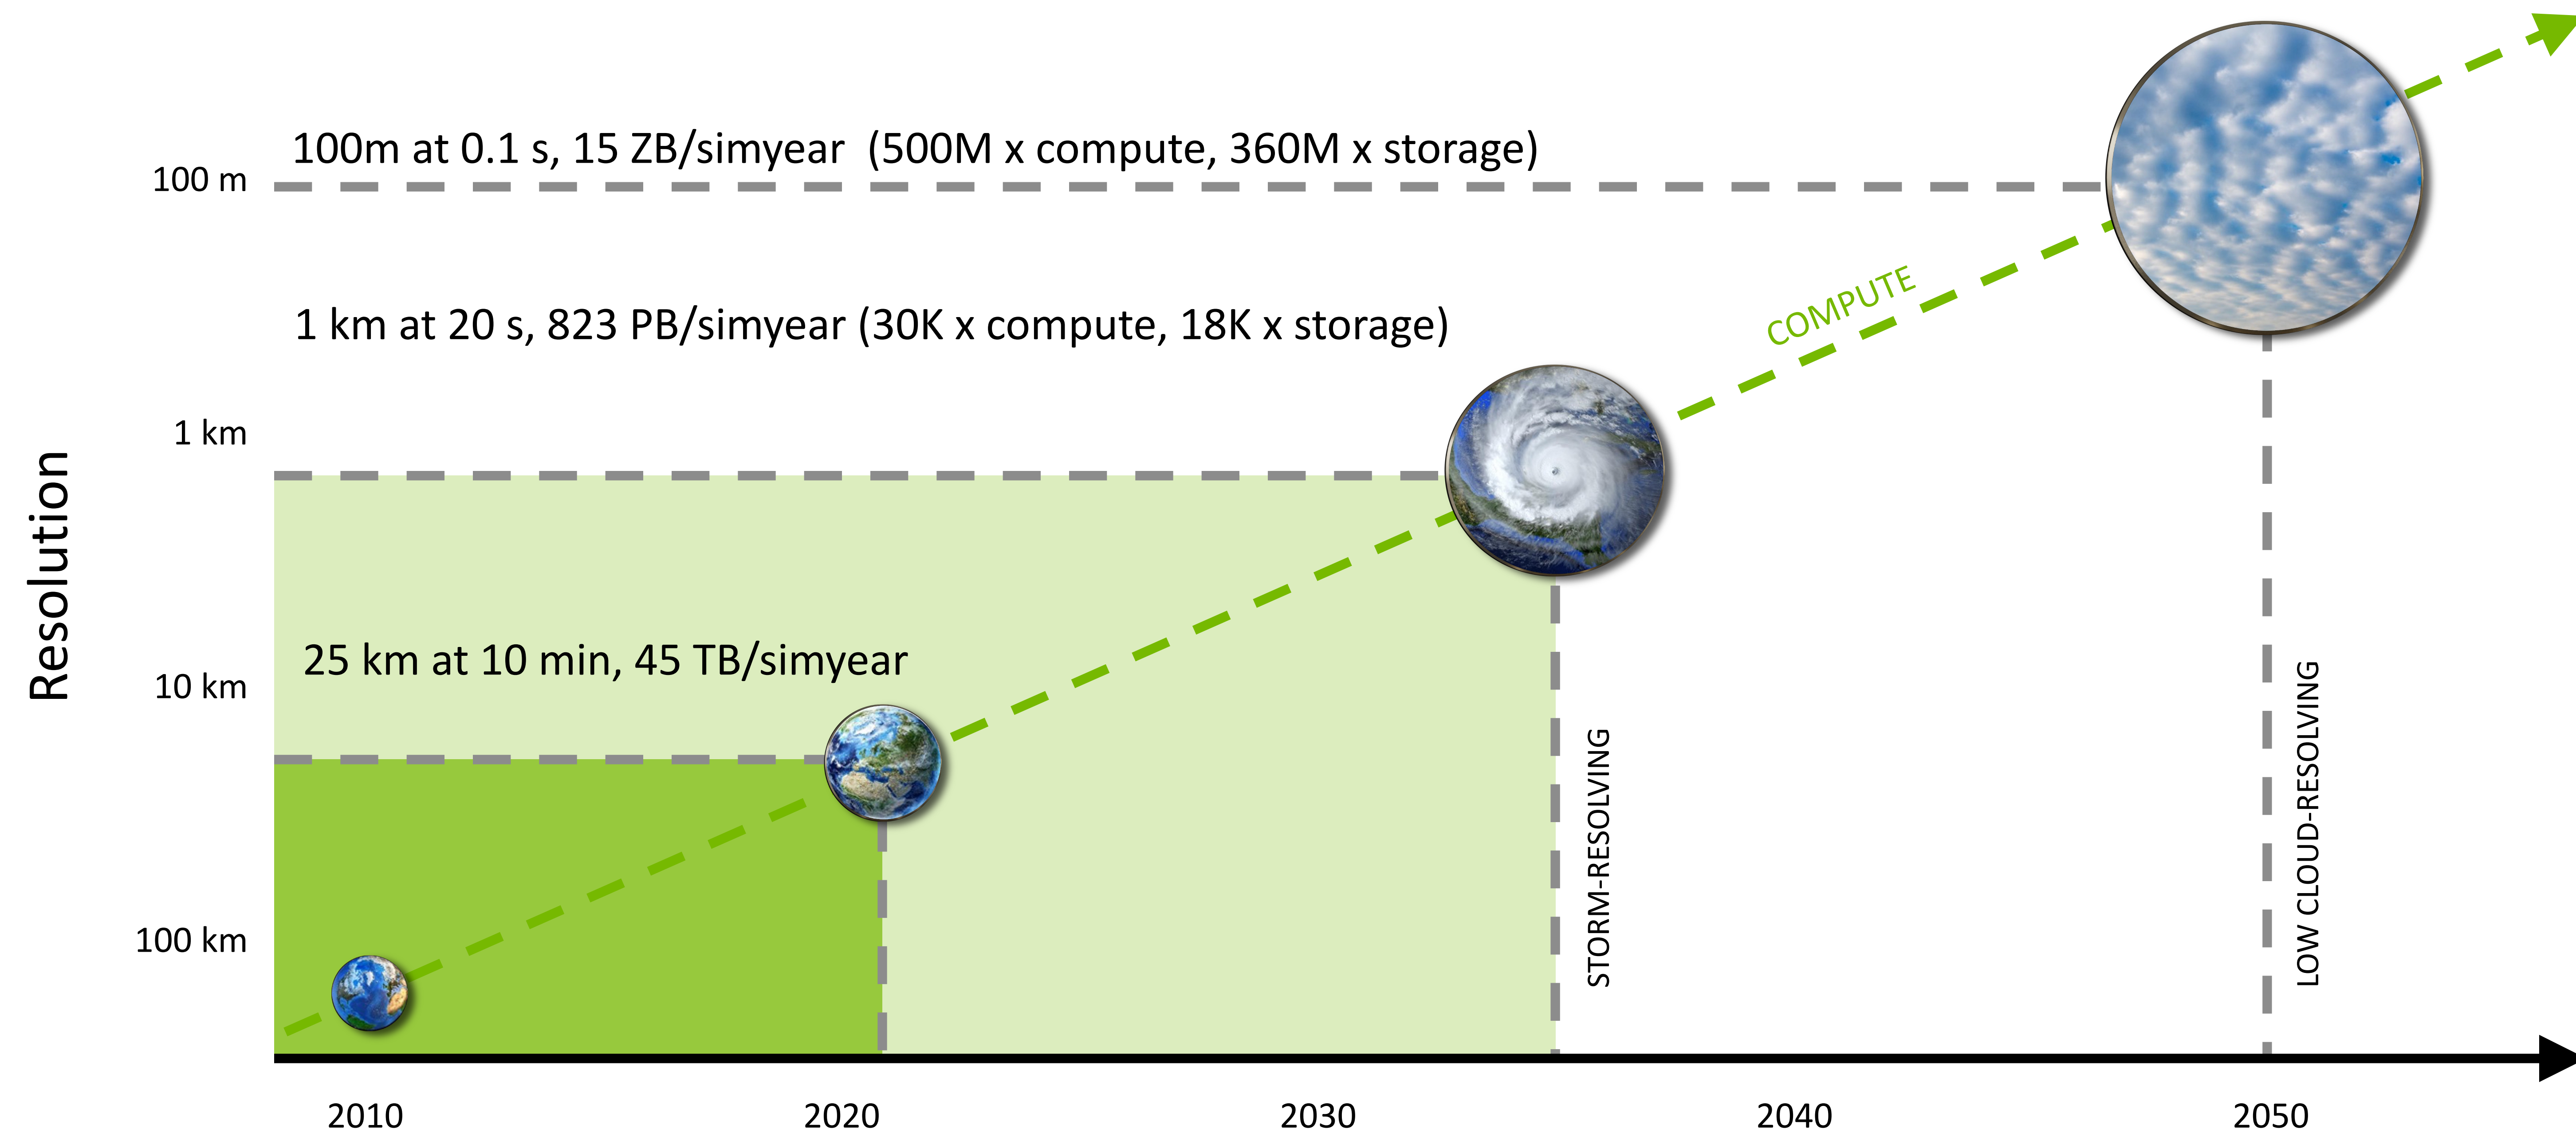 100m at 0.1 s, 15 ZB/simyear (500M x compute, 360M x storage)
100 m
COMPUTE
1 km at 20 s, 823 PB/simyear (30K x compute, 18K x storage)
1 km
Resolution
25 km at 10 min, 45 TB/simyear
10 km
STORM-RESOLVING
LOW CLOUD-RESOLVING
100 km
2010 2020 2030 2040 2050